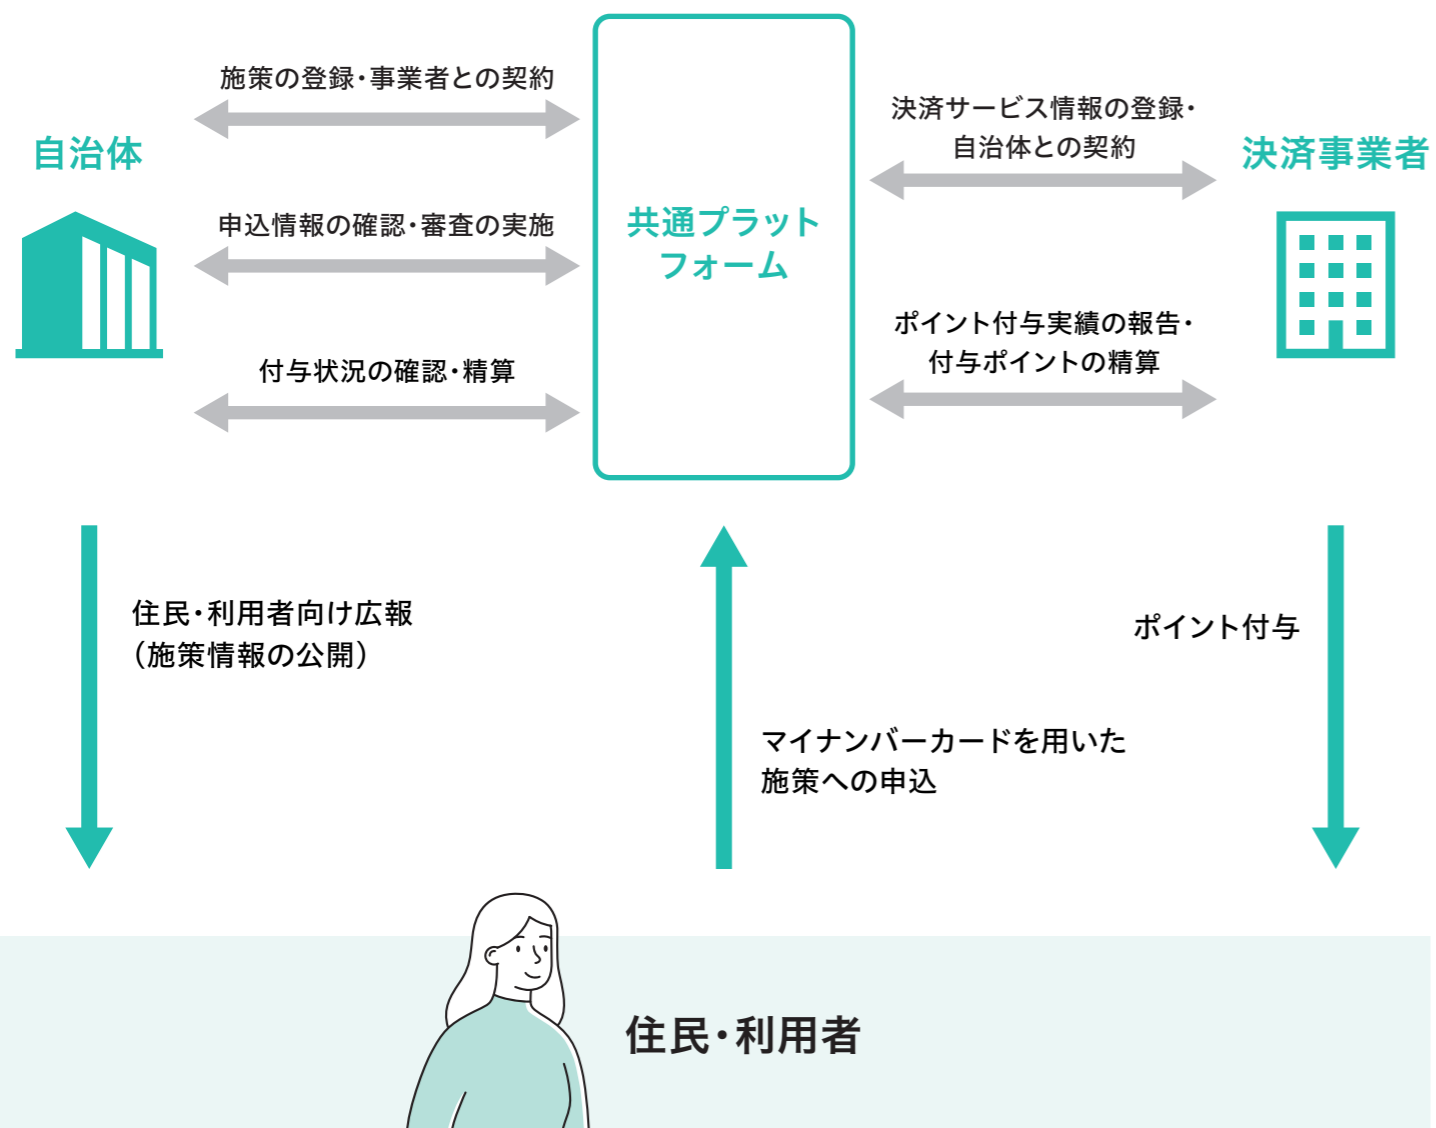 自治体
施策の登録・事業者との契約
申込情報の確認・審査の実施
付与状況の確認・精算
共通プラット
フォーム
決済サービス情報の登録・
自治体との契約
ポイント付与実績の報告・
付与ポイントの精算
決済事業者
住民・利用者向け広報
（施策情報の公開）
マイナンバーカードを用いた
施策への申込
ポイント付与
住民・利用者